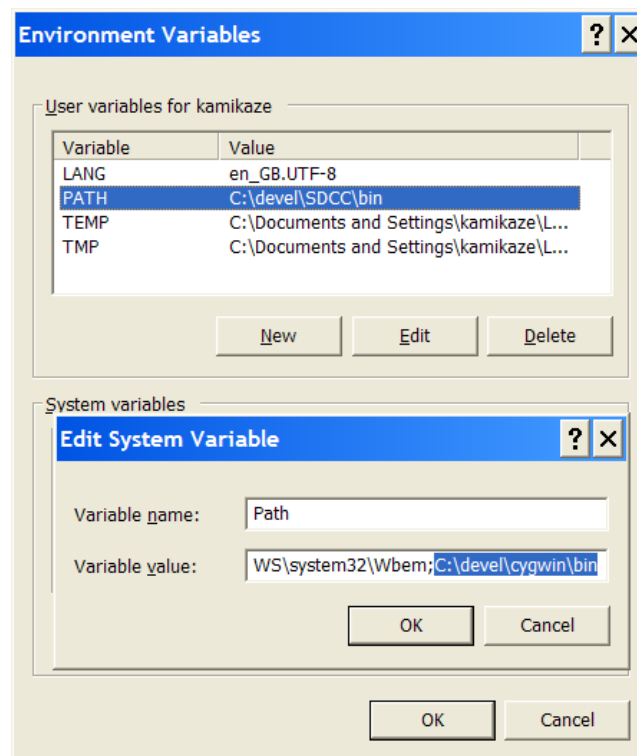 Environment Variables
User variables for kamikaze
Variable Value
LANG en_GB.UTF-8
PATH C:\devel\SDCC\bin
TEMP C:\Documents and Settings\kamikaze\L...
TMP C:\Documents and Settings\kamikaze\L...
New Edit Delete
System variables
Edit System Variable
Variable name: Path
Variable value: WS\system32\Wbem;C:\devel\cygwin\bin
OK Cancel
OK Cancel